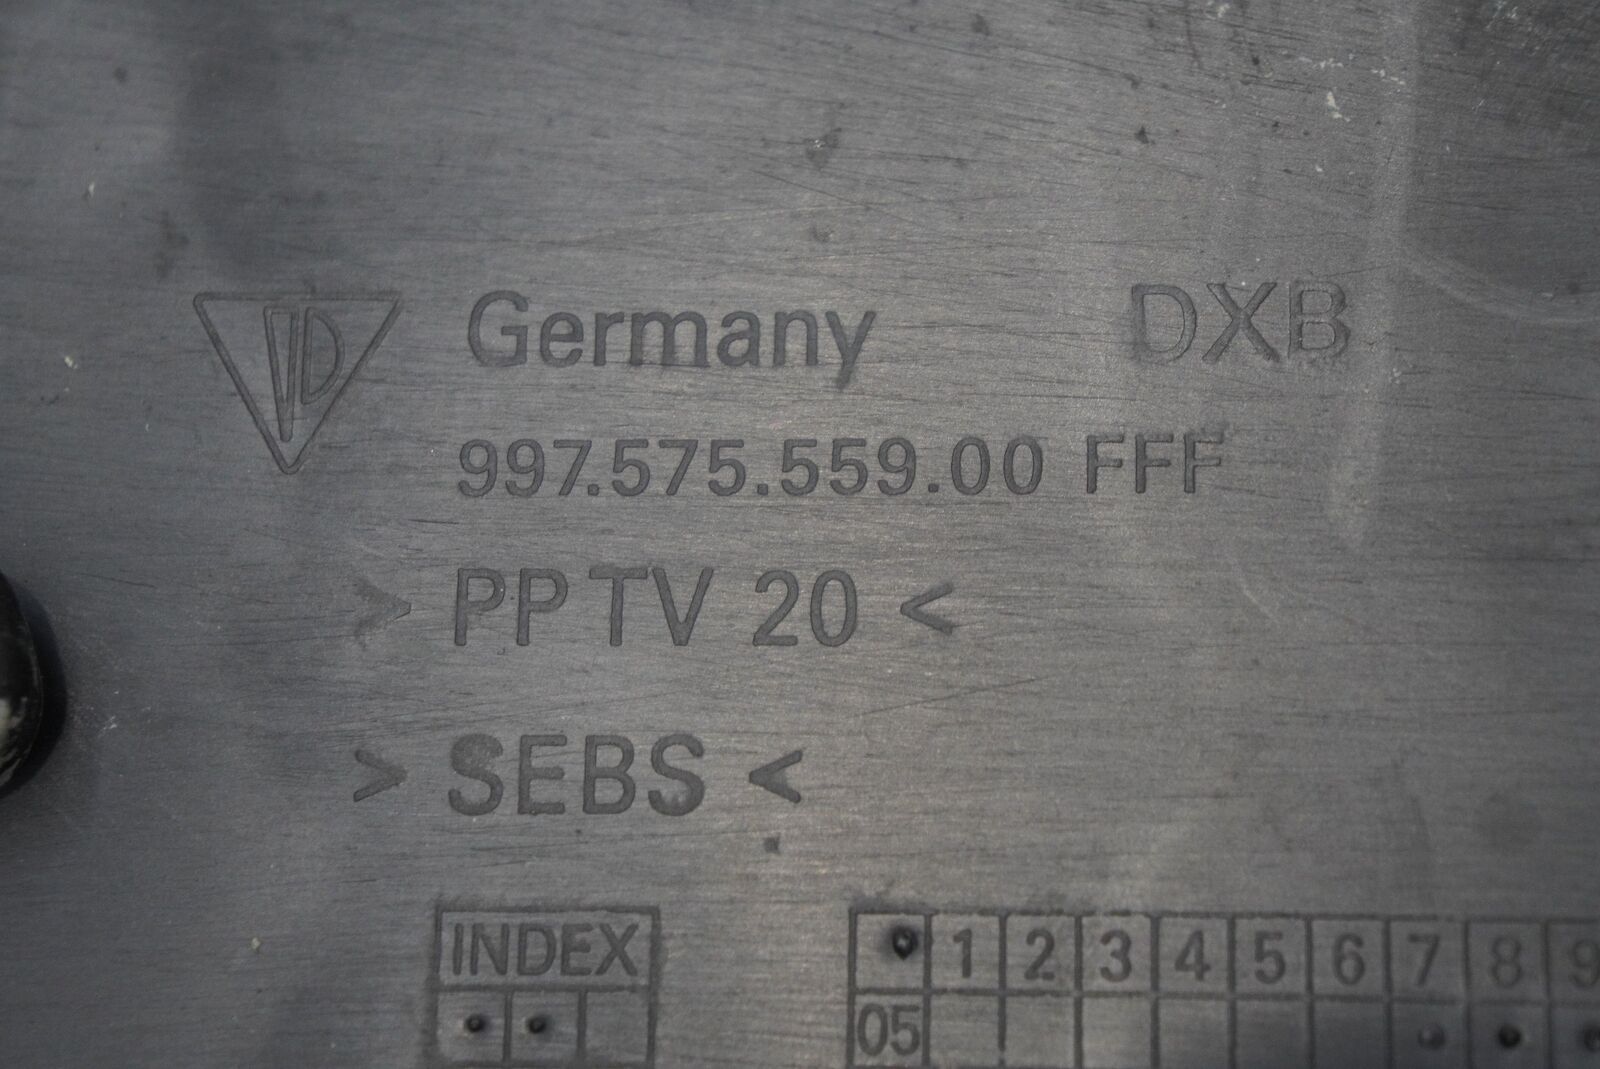 Germany DXB
997.575.559.00 FFF
> PP TV 20 <
> SEBS <
INDEX
1 2 3 4 5 6 7 8 9
05